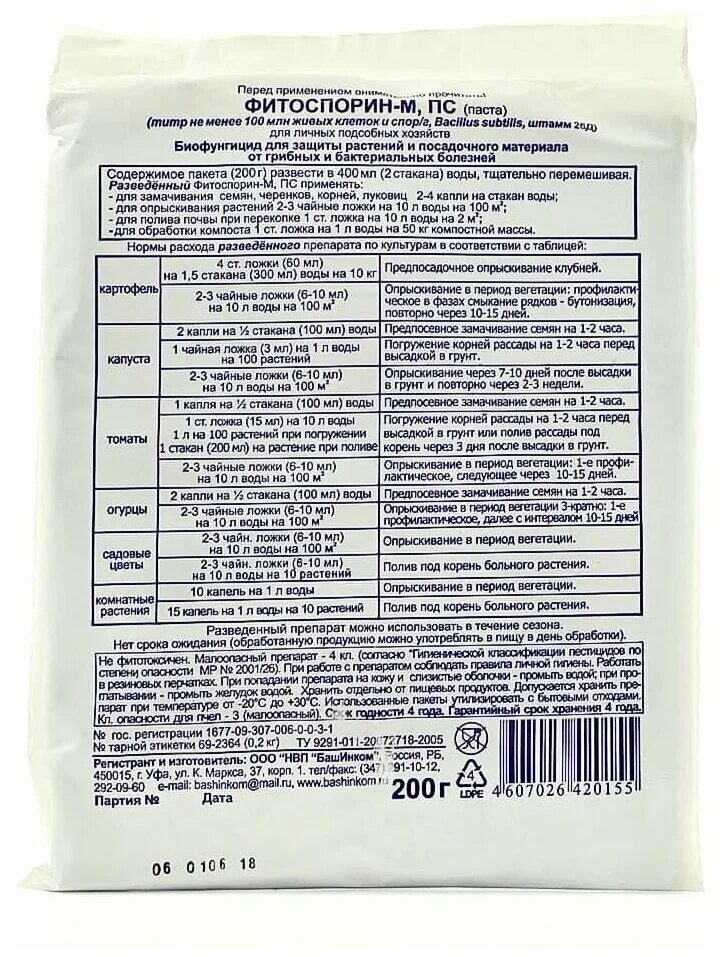 Перед применением внимательно прочитать!
ФИТОСПОРИН-М, ПС (паста)
(титр не менее 100 млн живых клеток и спор/г, Bacillus subtilis, штамм 26Д)
для личных подсобных хозяйств
Биофунгицид для защиты растений и посадочного материала
от грибных и бактериальных болезней
Содержимое пакета (200г) развести в 400мл (2стакана) воды, тщательно перемешивая.
Разведённый Фитоспорин-М, ПС применять:
- для замачивания семян, черенков, корней, луковиц 2-4 капли на стакан воды;
- для опрыскивания растений 2-3 чайные ложки на 10 л воды на 100 м²;
- для полива почвы при перекопке 1 ст. ложка на 10 л воды на 2 м²;
-для обработки компоста 1 ст. ложка на 1 л воды на 50 кг компостной массы.
Нормы расхода разведённого препарата по культурам в соответствии с таблицей:
картофель
4 ст. ложки (60 мл)
на 1,5 стакана (300 мл) воды на 10 кг
Предпосадочное опрыскивание клубней.
2-3 чайные ложки (6-10 мл)
на 10 л воды на 100 м²
Опрыскивание в период вегетации: профилакти-
ческое в фазах смыкание рядков - бутонизация,
повторно через 10-15 дней.
капуста
2 капли на ½ стакана (100 мл) воды
Предпосевное замачивание семян на 1-2 часа.
1 чайная ложка (3 мл) на 1 л воды
на 100 растений
Погружение корней рассады на 1-2 часа перед
высадкой в грунт.
2-3 чайные ложки (6-10 мл)
на 10 л воды на 100 м²
Опрыскивание через 7-10 дней после высадки
в грунт и повторно через 2-3 недели.
томаты
1 капля на ½ стакана (100 мл) воды
Предпосевное замачивание семян на 1-2 часа.
1 ст. ложка (15 мл) на 10 л воды
1 л на 100 растений при погружении
1 стакан (200 мл) на растение при поливе
Погружение корней рассады на 1-2 часа перед
высадкой в грунт или полив рассады под
корень через 3 дня после высадки в грунт.
2-3 чайные ложки (6-10 мл)
на 10 л воды на 100 м²
Опрыскивание в период вегетации: 1-е профи-
лактическое, следующее через 10-15 дней.
огурцы
2 капли на ½ стакана (100 мл) воды
Предпосевное замачивание семян на 1-2 часа.
2-3 чайные ложки (6-10 мл)
на 10 л воды на 100 м²
Опрыскивание в период вегетации 3-кратно: 1-е
профилактическое, далее с интервалом 10-15 дней
садовые
цветы
2-3 чайн. ложки (6-10 мл)
на 10 л воды на 100 м²
Опрыскивание в период вегетации.
2-3 чайн. ложки (6-10 мл)
на 10 л воды на 10 растений
Полив под корень больного растения.
комнатные
растения
10 капель на 1 л воды
Опрыскивание в период вегетации.
15 капель на 1 л воды на 10 растений
Полив под корень больного растения.
Разведенный препарат можно использовать в течение сезона.
Нет срока ожидания (обработанную продукцию можно употреблять в пищу в день обработки).
Не фитотоксичен. Малоопасный препарат - 4 кл. (согласно "Гигиенической классификации пестицидов по
степени опасности МР № 2001/26). При работе с препаратом соблюдать правила личной гигиены. Работать
в резиновых перчатках. При попадании препарата на кожу и слизистые оболочки - промыть водой; при про-
глатывании - промыть желудок водой. Хранить отдельно от пищевых продуктов. Допускается хранить пре-
парат при температуре от -20°С до +30°С. Использованные пакеты утилизировать с бытовыми отходами.
Кл. опасности для пчел - 3 (малоопасный). Срок годности 4 года. Гарантийный срок хранения 4 года.
№ гос. регистрации 1677-09-307-006-0-0-3-1
№ тарной этикетки 69-2364 (0,2 кг) ТУ 9291-011-20672718-2005
Регистрант и изготовитель: ООО "НВП "БашИнком", Россия, РБ,
450015, г. Уфа, ул. К. Маркса, 37, корп. 1. тел/факс: (347) 291-10-12,
292-09-60 e-mail: bashinkom@mail.ru, www.bashinkom.ru
Партия № Дата
200г
4
LDPE
4 607026 420155
06 0106 18